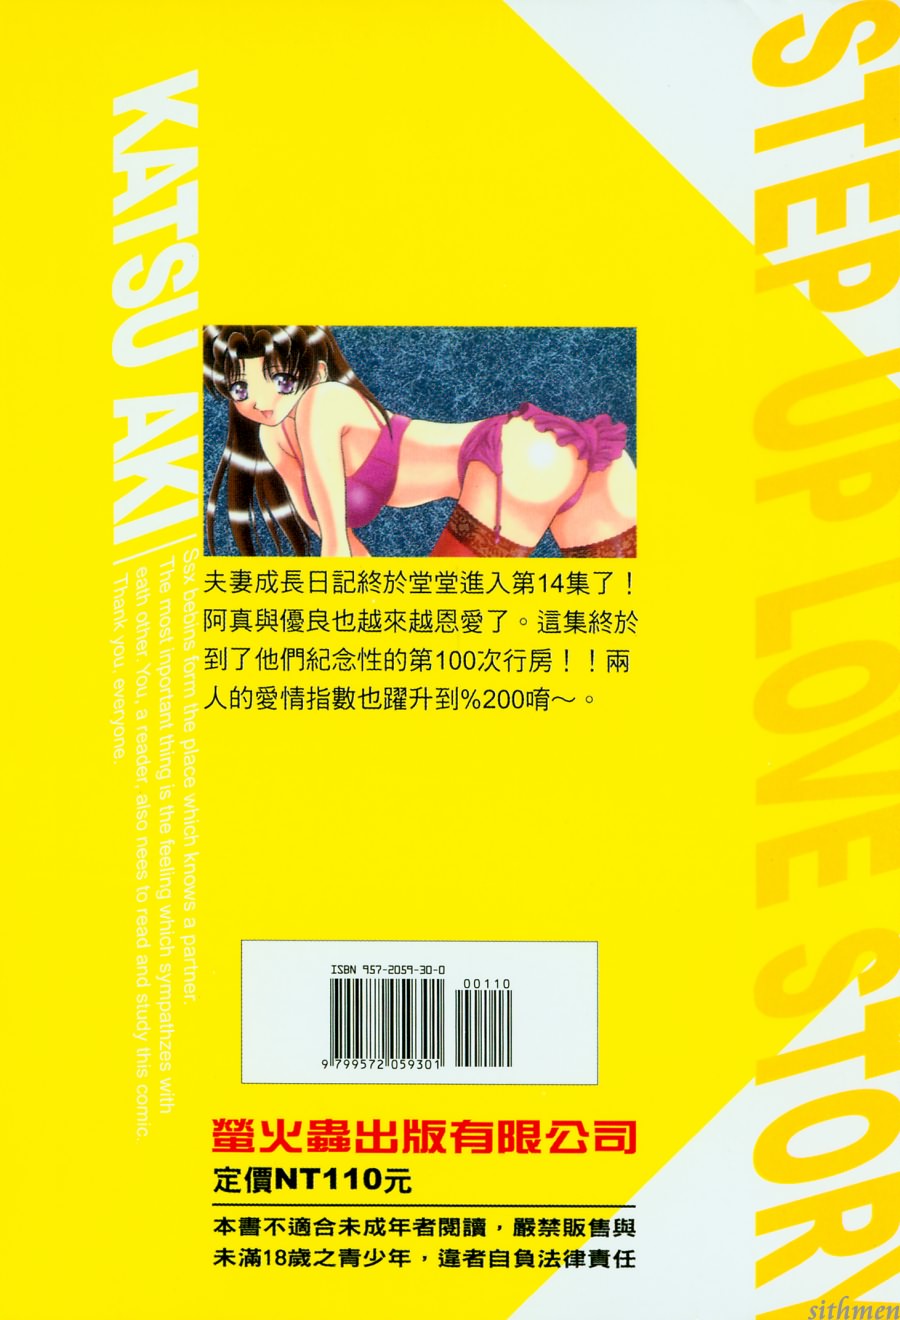 STEP UP LOVE STORY
KATSU AKI
Ssx bebins form the place which knows a partner.
The most inportant thing is the feeling which sympathzes with
eath other. You, a reader, also nees to read and study this comic.
Thank you, everyone.
夫妻成長日記終於堂堂進入第14集了！
阿真與優良也越來越恩愛了。這集終於
到了他們紀念性的第100次行房！！兩
人的愛情指數也躍升到%200唷～。
ISBN 957-2059-30-0
00110
9 799572 059301
螢火蟲出版有限公司
定價NT110元
本書不適合未成年者閱讀，嚴禁販售與
未滿18歲之青少年，違者自負法律責任
sithmen